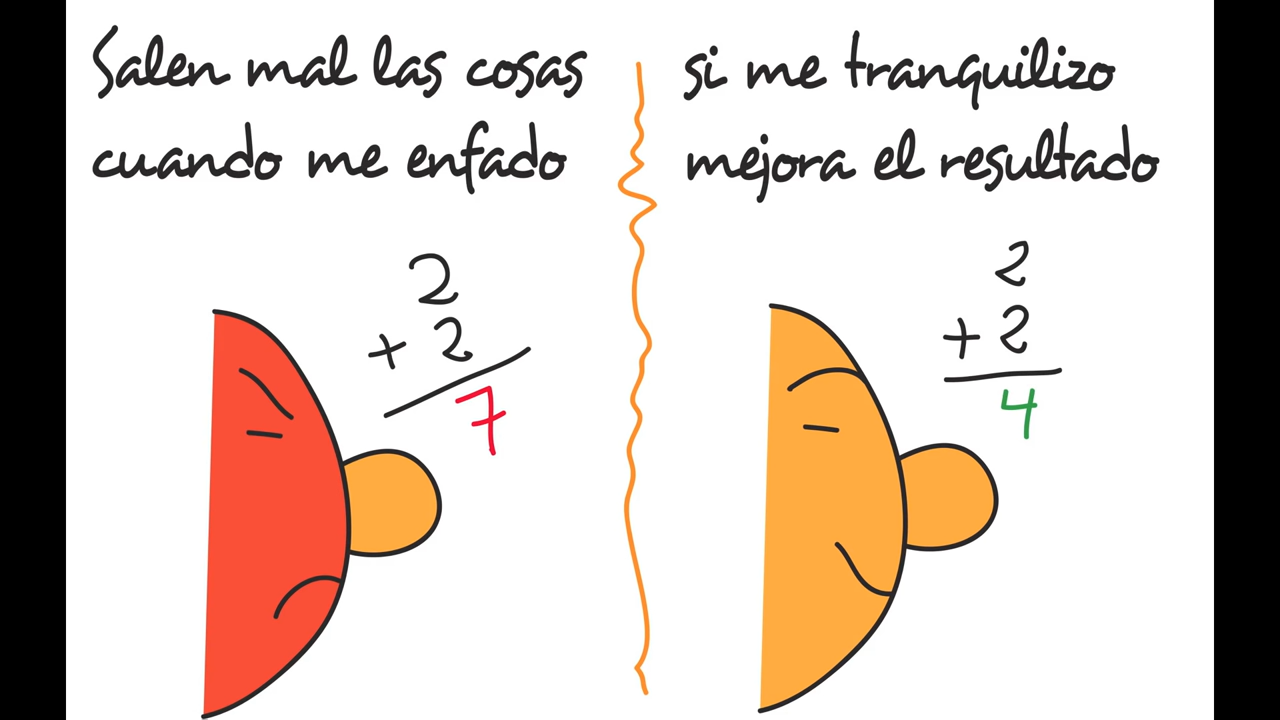 Salen mal las cosas
cuando me enfado
2
+ 2
7
si me tranquilizo
mejora el resultado
2
+ 2
4